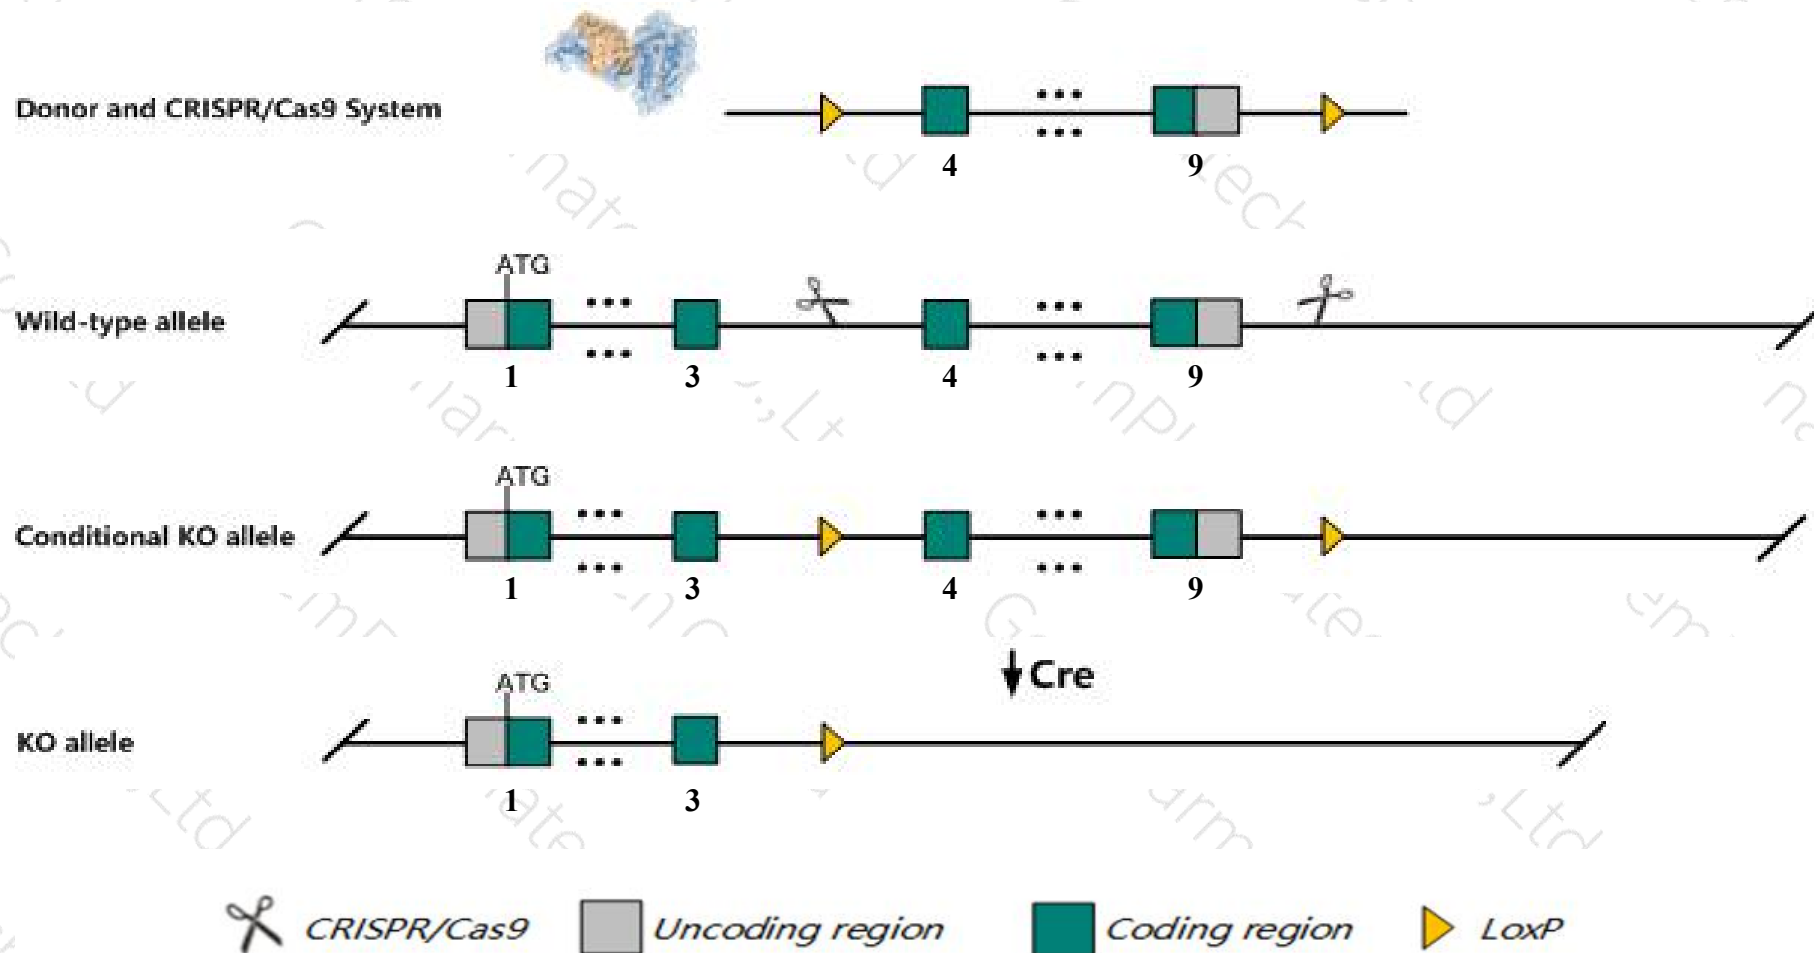 Donor and CRISPR/Cas9 System
4 9
ATG
Wild-type allele
1 3 4 9
ATG
Conditional KO allele
1 3 4 9
Cre
ATG
KO allele
1 3
CRISPR/Cas9 Uncoding region Coding region LoxP